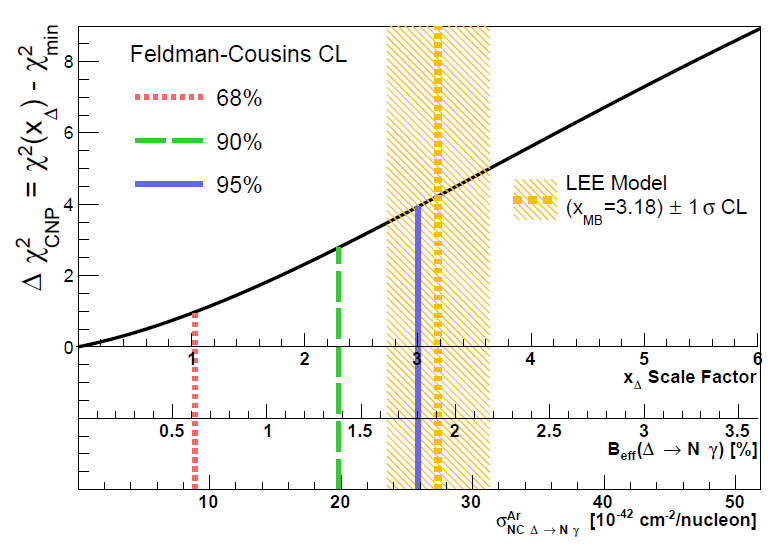 Δ χ²CNP = χ²(xΔ) - χ²min
8
6
4
2
0
Feldman-Cousins CL
68%
90%
95%
LEE Model
(xMB=3.18) ± 1 σ CL
1 2 3 4 5 6
xΔ Scale Factor
0.5 1 1.5 2 2.5 3 3.5
Beff(Δ → N γ) [%]
10 20 30 40 50
σᴬʳNC Δ → N γ [10⁻⁴² cm⁻²/nucleon]